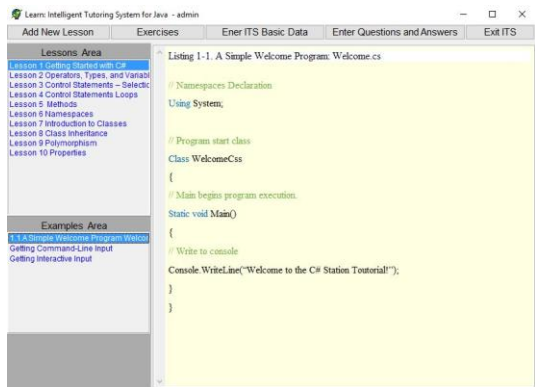 Learn: Intelligent Tutoring System for Java - admin
Add New Lesson Exercises Ener ITS Basic Data Enter Questions and Answers Exit ITS
Lessons Area
Lesson 1 Getting Started with C#
Lesson 2 Operators, Types, and Variabl
Lesson 3 Control Statements – Selectic
Lesson 4 Control Statements Loops
Lesson 5 Methods
Lesson 6 Namespaces
Lesson 7 Introduction to Classes
Lesson 8 Class Inheritance
Lesson 9 Polymorphism
Lesson 10 Properties
Examples Area
1.1 A Simple Welcome Program Welcor
Getting Command-Line Input
Getting Interactive Input
Listing 1-1. A Simple Welcome Program: Welcome.cs
// Namespaces Declaration
Using System;
// Program start class
Class WelcomeCss
{
// Main begins program execution.
Static void Main()
{
// Write to console
Console.WriteLine("Welcome to the C# Station Toutorial!");
}
}